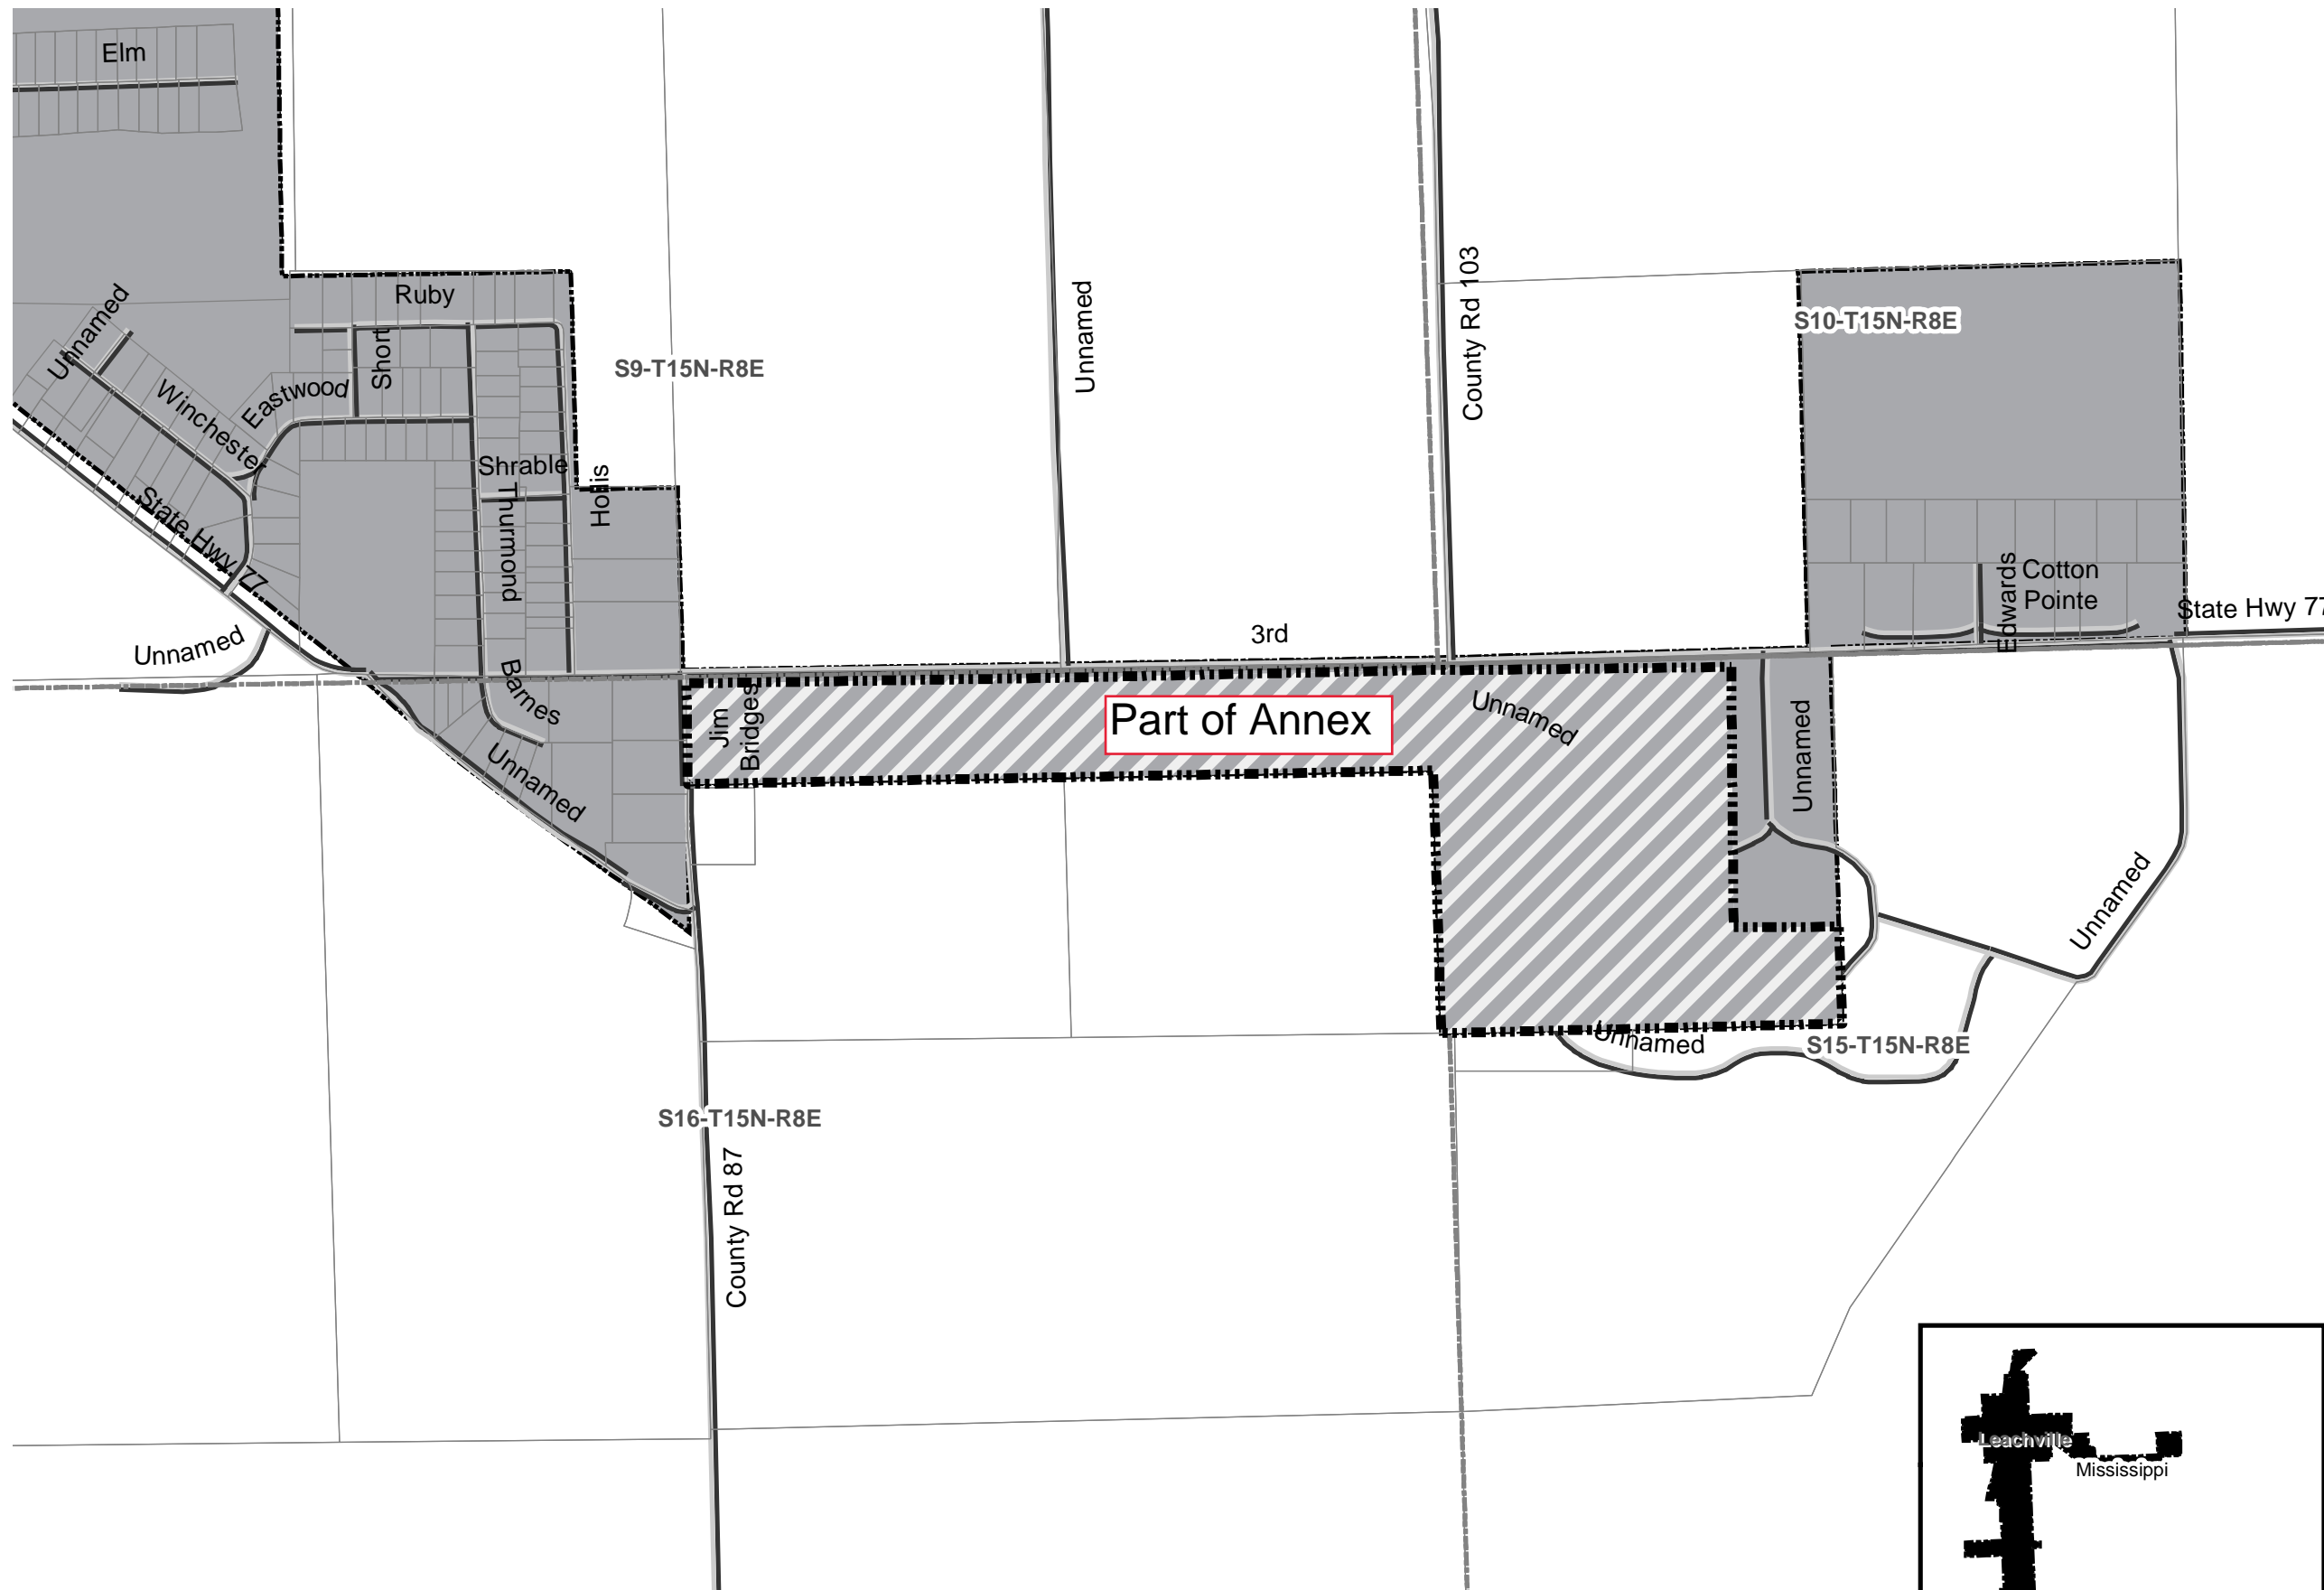 Elm
Unnamed
Ruby
Short
Eastwood
Winchester
State Hwy 77
Shrable
Hollis
Thurmond
S9-T15N-R8E
Unnamed
County Rd 103
S10-T15N-R8E
Edwards
Cotton
Pointe
State Hwy 77
3rd
Unnamed
Barnes
Unnamed
Jim
Bridges
Part of Annex
Unnamed
Unnamed
Unnamed
Unnamed
S15-T15N-R8E
S16-T15N-R8E
County Rd 87
Leachville
Mississippi